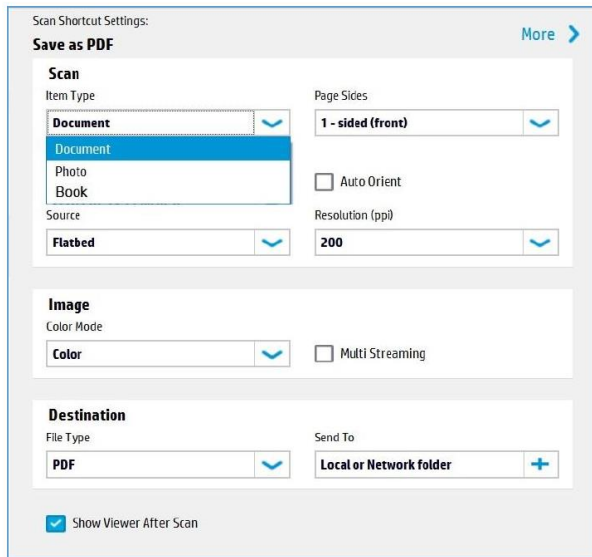 Scan Shortcut Settings:
Save as PDF
More
Scan
Item Type
Page Sides
Document
1 - sided (front)
Document
Photo
Book
Auto Orient
Source
Resolution (ppi)
Flatbed
200
Image
Color Mode
Color
Multi Streaming
Destination
File Type
Send To
PDF
Local or Network folder
Show Viewer After Scan